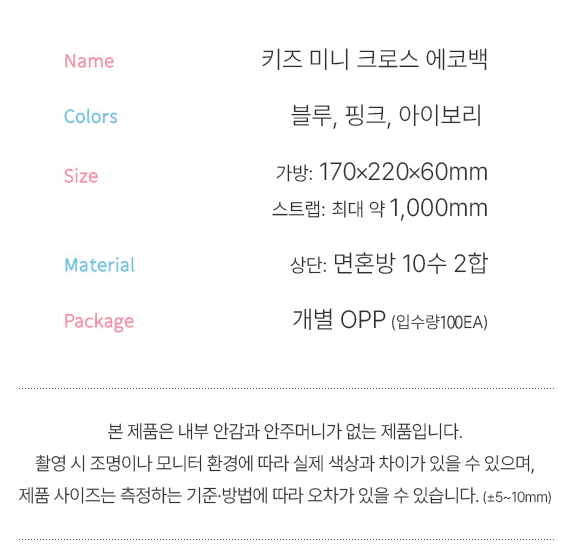 Name 키즈 미니 크로스 에코백
Colors 블루, 핑크, 아이보리
Size 가방: 170×220×60mm
스트랩: 최대 약 1,000mm
Material 상단: 면혼방 10수 2합
Package 개별 OPP (입수량100EA)
본 제품은 내부 안감과 안주머니가 없는 제품입니다.
촬영 시 조명이나 모니터 환경에 따라 실제 색상과 차이가 있을 수 있으며,
제품 사이즈는 측정하는 기준·방법에 따라 오차가 있을 수 있습니다. (±5~10mm)